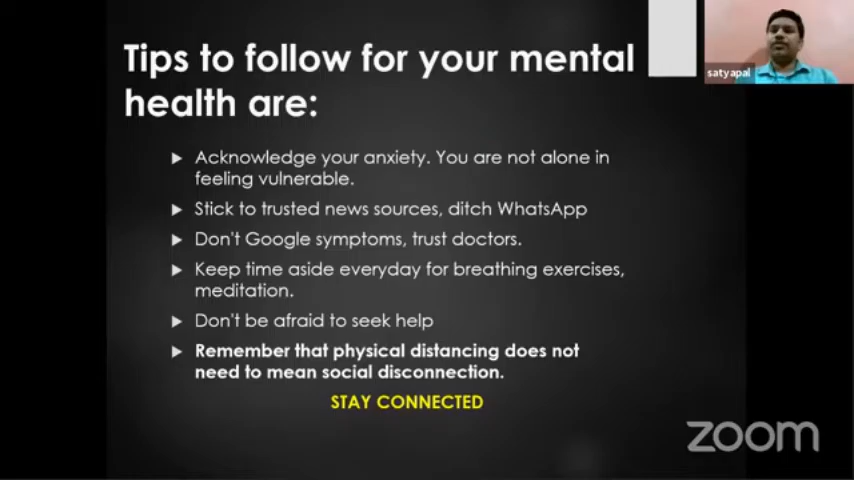 Tips to follow for your mental
health are:
satyapal
Acknowledge your anxiety. You are not alone in
feeling vulnerable.
Stick to trusted news sources, ditch WhatsApp
Don't Google symptoms, trust doctors.
Keep time aside everyday for breathing exercises,
meditation.
Don't be afraid to seek help
Remember that physical distancing does not
need to mean social disconnection.
STAY CONNECTED
zoom